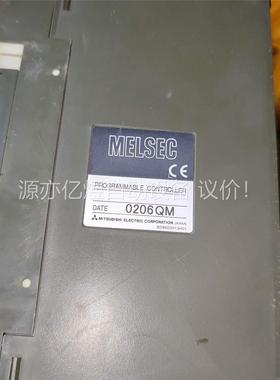 MELSEC
CE
PROGRAMMABLE CONTROLLER
源亦亿
议价!
DATE 0206QM
MITSUBISHI ELECTRIC CORPORATION JAPAN